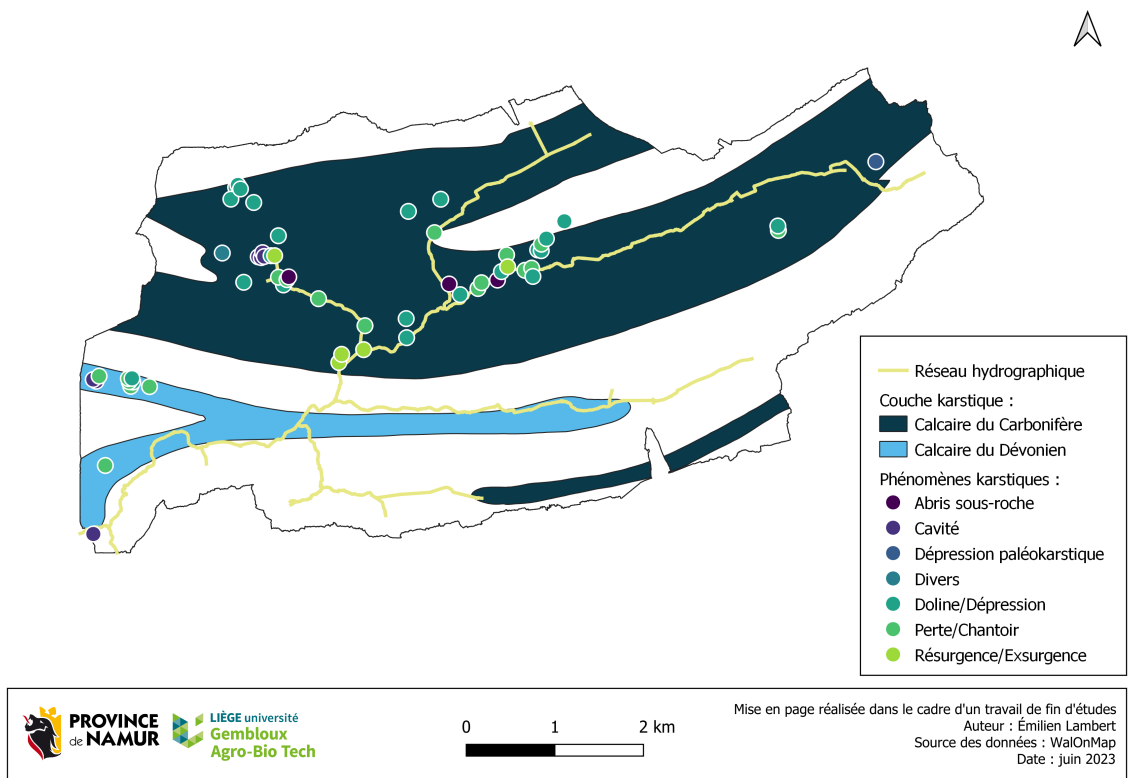 Réseau hydrographique
Couche karstique :
Calcaire du Carbonifère
Calcaire du Dévonien
Phénomènes karstiques :
Abris sous-roche
Cavité
Dépression paléokarstique
Divers
Doline/Dépression
Perte/Chantoir
Résurgence/Exsurgence
PROVINCE
de NAMUR
LIÈGE université
Gembloux
Agro-Bio Tech
0 1 2 km
Mise en page réalisée dans le cadre d'un travail de fin d'études
Auteur : Émilien Lambert
Source des données : WalOnMap
Date : juin 2023